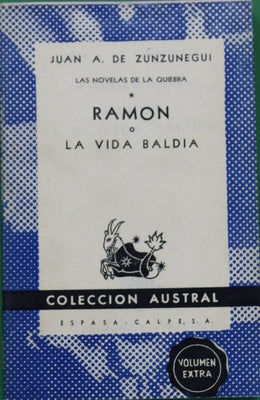 JUAN A. DE ZUNZUNEGUI
LAS NOVELAS DE LA QUIEBRA
*
RAMON
o
LA VIDA BALDIA
COLECCION AUSTRAL
ESPASA-CALPE, S.A.
VOLUMEN
EXTRA